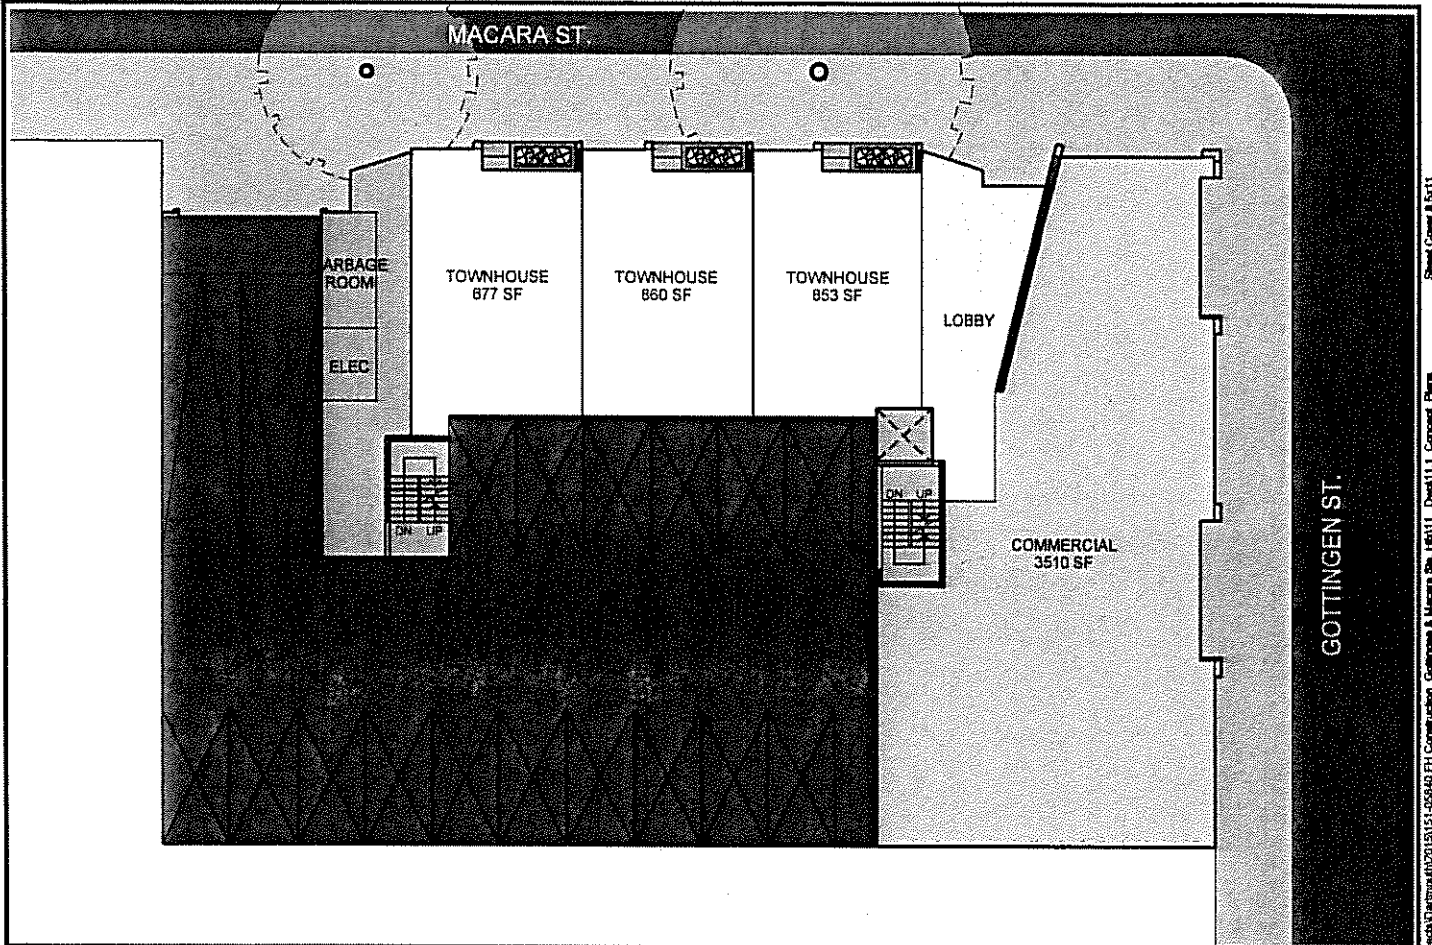 MACARA ST.
ARBAGE
ROOM
ELEC
TOWNHOUSE
877 SF
TOWNHOUSE
860 SF
TOWNHOUSE
853 SF
LOBBY
DN UP
DN UP
COMMERCIAL
3510 SF
GOTTINGEN ST.